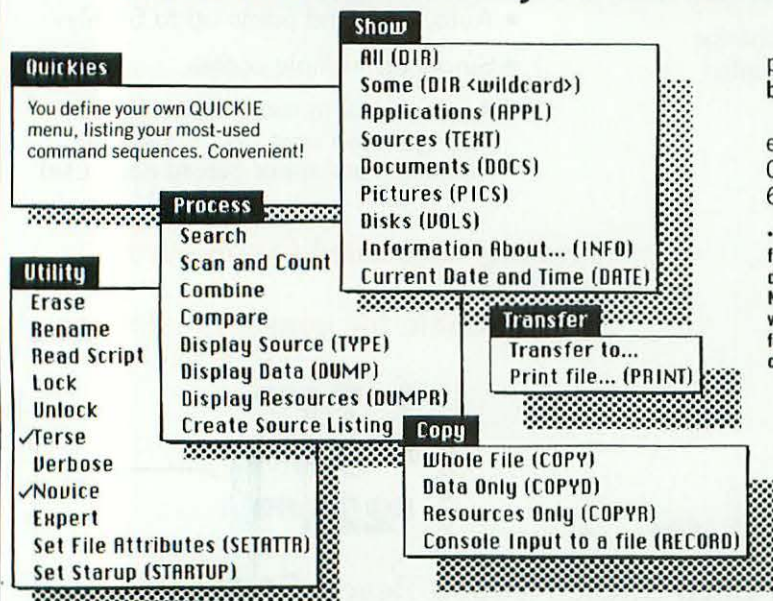 Quickies
You define your own QUICKIE
menu, listing your most-used
command sequences. Convenient!
Show
All (DIR)
Some (DIR <wildcard>)
Applications (APPL)
Sources (TEXT)
Documents (DOCS)
Pictures (PICS)
Disks (VOLS)
Information About... (INFO)
Current Date and Time (DATE)
Process
Search
Scan and Count
Combine
Compare
Display Source (TYPE)
Display Data (DUMP)
Display Resources (DUMPR)
Create Source Listing
Utility
Erase
Rename
Read Script
Lock
Unlock
✓Terse
Verbose
✓Novice
Expert
Set File Attributes (SETATTR)
Set Starup (STARTUP)
Transfer
Transfer to...
Print file... (PRINT)
Copy
Whole File (COPY)
Data Only (COPYD)
Resources Only (COPYR)
Console Input to a file (RECORD)